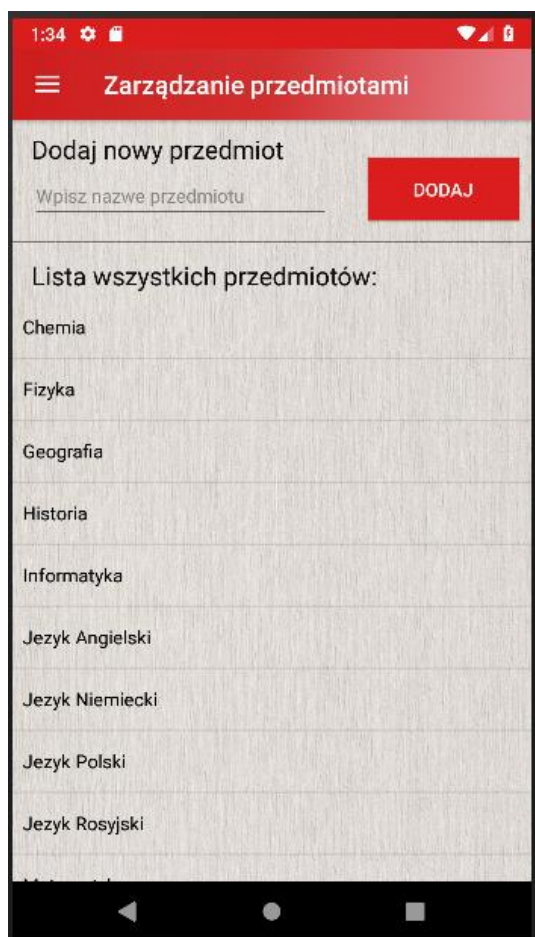 1:34
Zarządzanie przedmiotami
Dodaj nowy przedmiot
Wpisz nazwe przedmiotu
DODAJ
Lista wszystkich przedmiotów:
Chemia
Fizyka
Geografia
Historia
Informatyka
Jezyk Angielski
Jezyk Niemiecki
Jezyk Polski
Jezyk Rosyjski